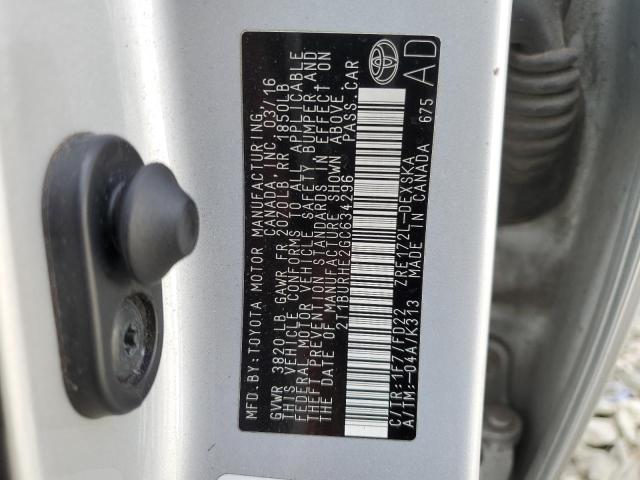 MFD.BY:TOYOTA MOTOR MANUFACTURING,
CANADA, INC. 03/16
GVWR 3820 LB GAWR FR 2070LB RR 1850LB
THIS VEHICLE CONFORMS TO ALL APPLICABLE
FEDERAL MOTOR VEHICLE SAFETY, BUMPER, AND
THEFT PREVENTION STANDARDS IN EFFECT ON
THE DATE OF MANUFACTURE SHOWN ABOVE.
2T1BURHE2GC634296 PASS.CAR
C/TR:1F7/FD22 ZRE172L-DEXSKA
A/TM:-04A/K313 MADE IN CANADA 675
AD